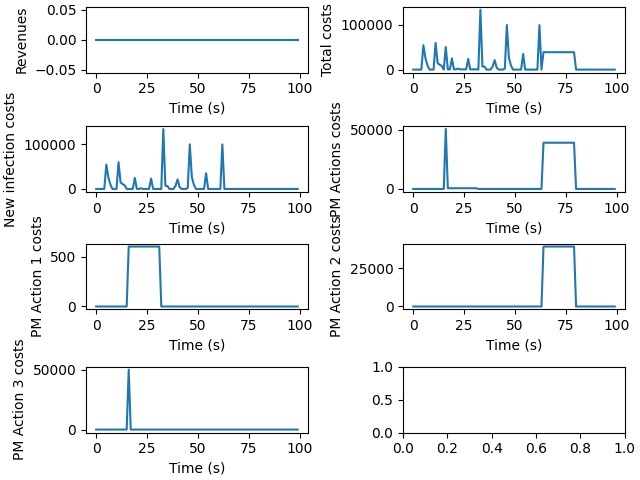 Revenues
0.05
0.00
−0.05
0 25 50 75 100
Time (s)
Total costs
100000
0
0 25 50 75 100
Time (s)
New infection costs
100000
0
0 25 50 75 100
Time (s)
PM Actions costs
50000
0
0 25 50 75 100
Time (s)
PM Action 1 costs
500
0
0 25 50 75 100
Time (s)
PM Action 2 costs
25000
0
0 25 50 75 100
Time (s)
PM Action 3 costs
50000
0
0 25 50 75 100
Time (s)
1.0
0.5
0.0
0.0 0.2 0.4 0.6 0.8 1.0